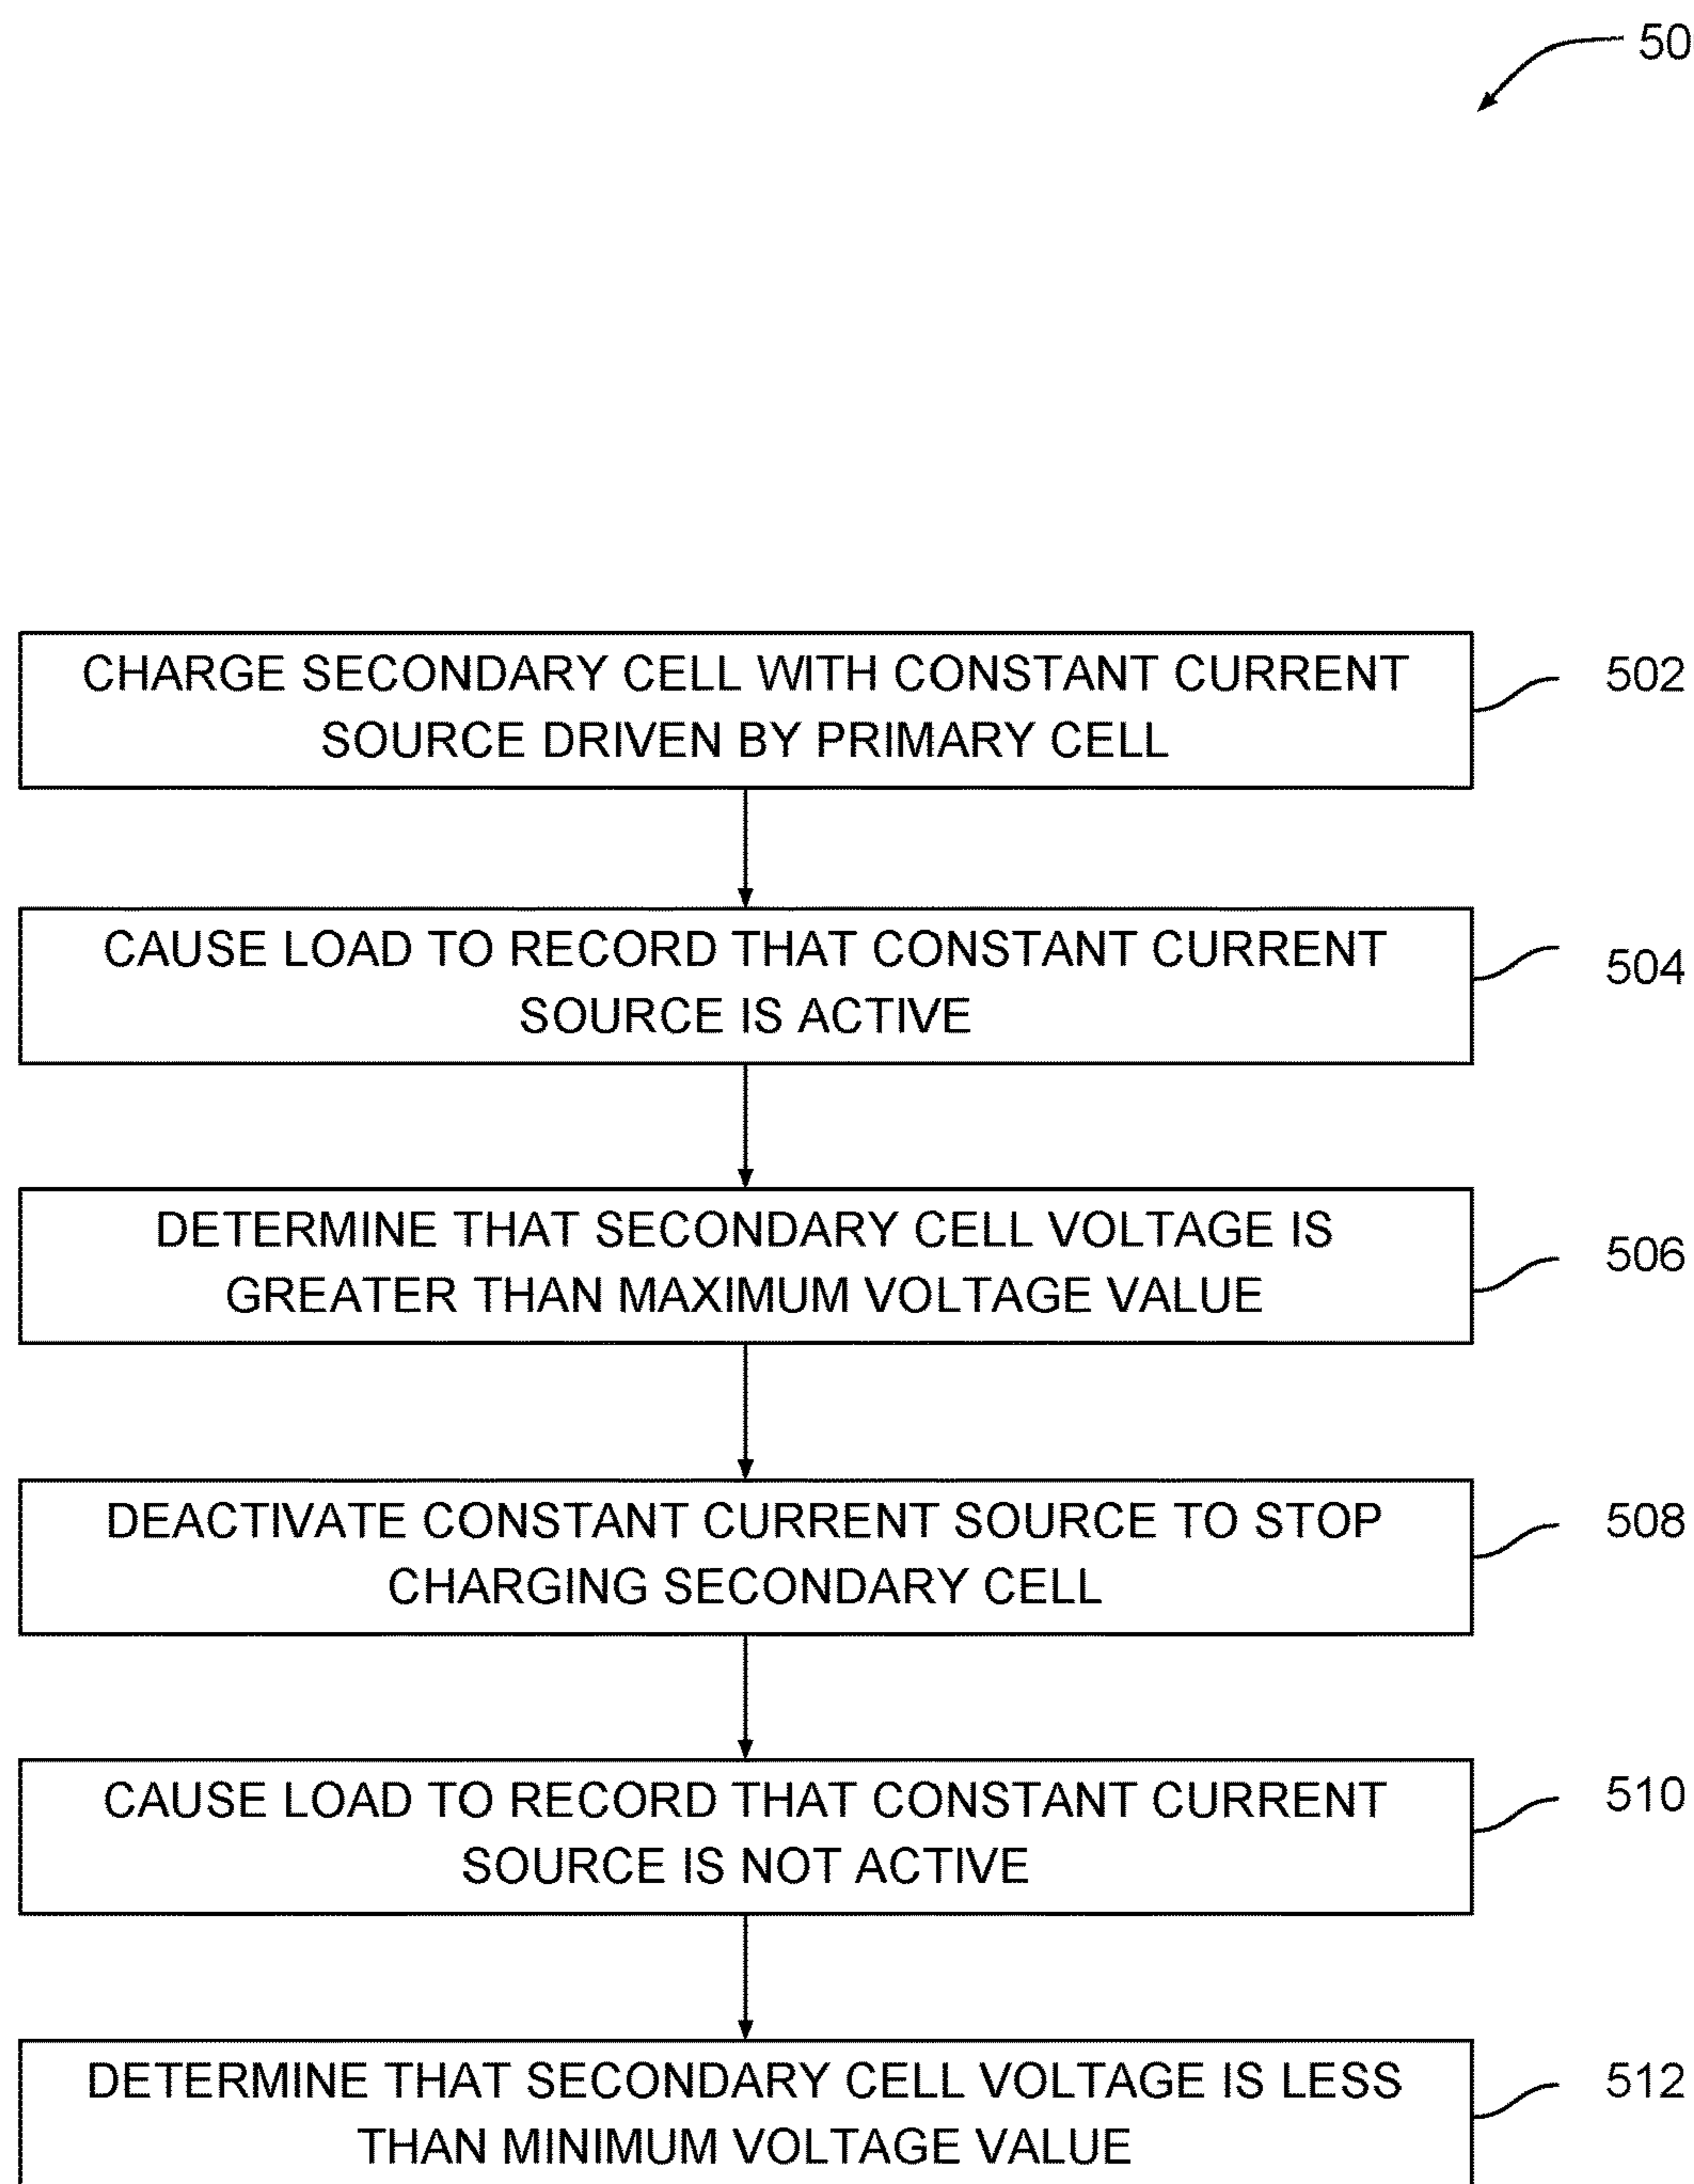 50
CHARGE SECONDARY CELL WITH CONSTANT CURRENT
SOURCE DRIVEN BY PRIMARY CELL
502
CAUSE LOAD TO RECORD THAT CONSTANT CURRENT
SOURCE IS ACTIVE
504
DETERMINE THAT SECONDARY CELL VOLTAGE IS
GREATER THAN MAXIMUM VOLTAGE VALUE
506
DEACTIVATE CONSTANT CURRENT SOURCE TO STOP
CHARGING SECONDARY CELL
508
CAUSE LOAD TO RECORD THAT CONSTANT CURRENT
SOURCE IS NOT ACTIVE
510
DETERMINE THAT SECONDARY CELL VOLTAGE IS LESS
THAN MINIMUM VOLTAGE VALUE
512